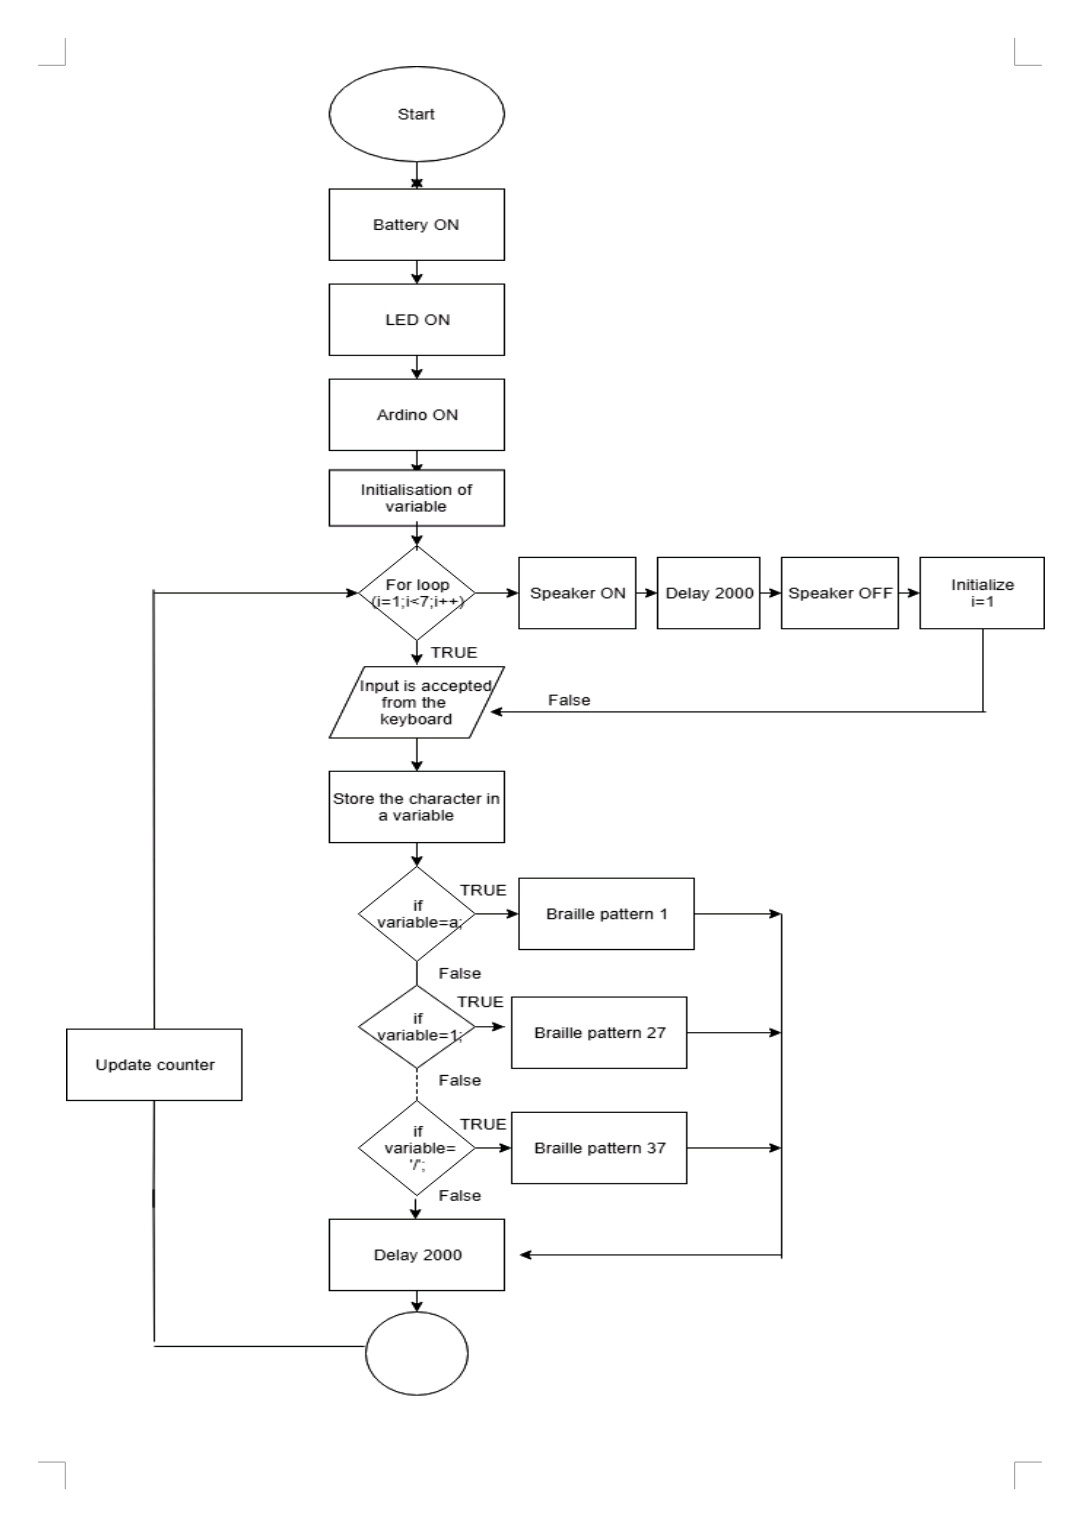 Start
Battery ON
LED ON
Ardino ON
Initialisation of
variable
For loop
(i=1;i<7;i++)
Speaker ON
Delay 2000
Speaker OFF
Initialize
i=1
TRUE
Input is accepted
from the
keyboard
False
Store the character in
a variable
if
variable=a;
TRUE
Braille pattern 1
False
if
variable=1;
TRUE
Braille pattern 27
False
Update counter
if
variable=
'/';
TRUE
Braille pattern 37
False
Delay 2000